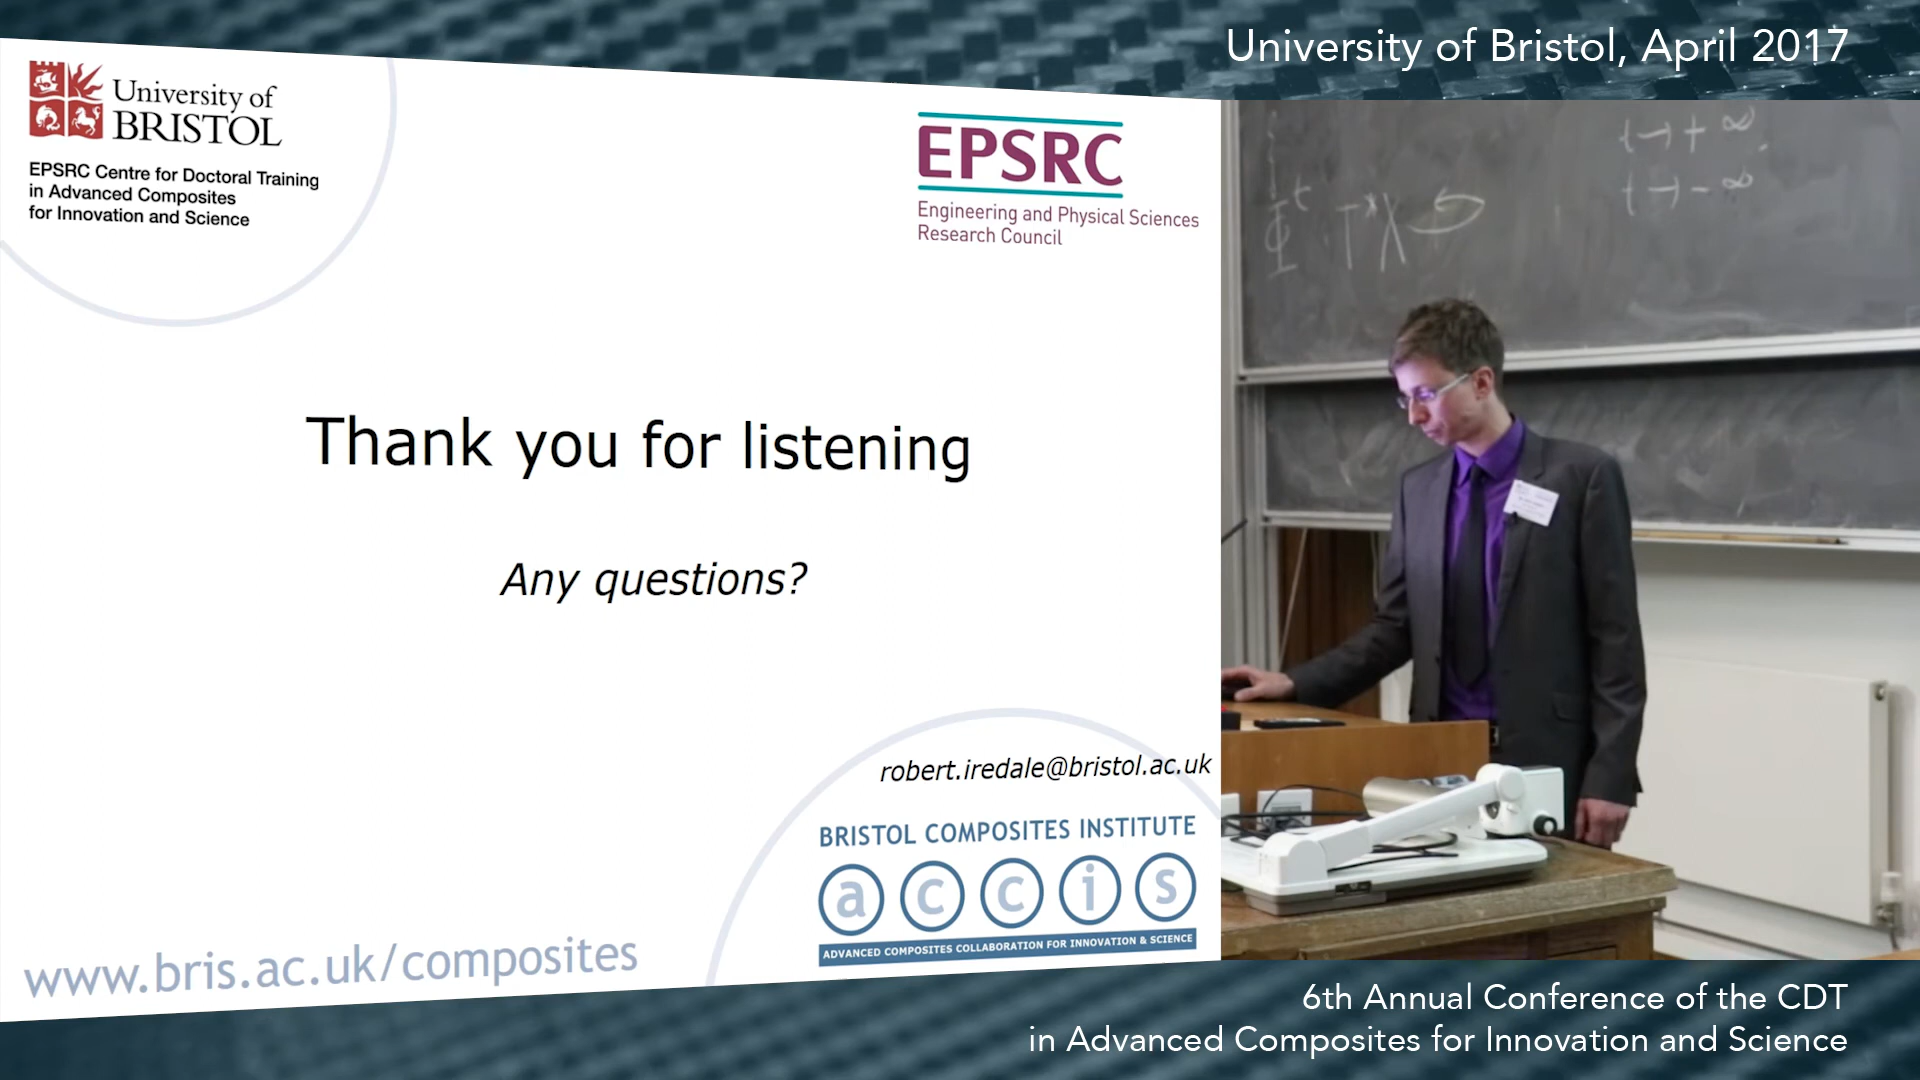 University of Bristol, April 2017
University of
BRISTOL
EPSRC Centre for Doctoral Training
in Advanced Composites
for Innovation and Science
EPSRC
Engineering and Physical Sciences
Research Council
t → + ∞
t → - ∞
Φᵗ T*X
Thank you for listening
Any questions?
robert.iredale@bristol.ac.uk
BRISTOL COMPOSITES INSTITUTE
accis
ADVANCED COMPOSITES COLLABORATION FOR INNOVATION & SCIENCE
www.bris.ac.uk/composites
6th Annual Conference of the CDT
in Advanced Composites for Innovation and Science